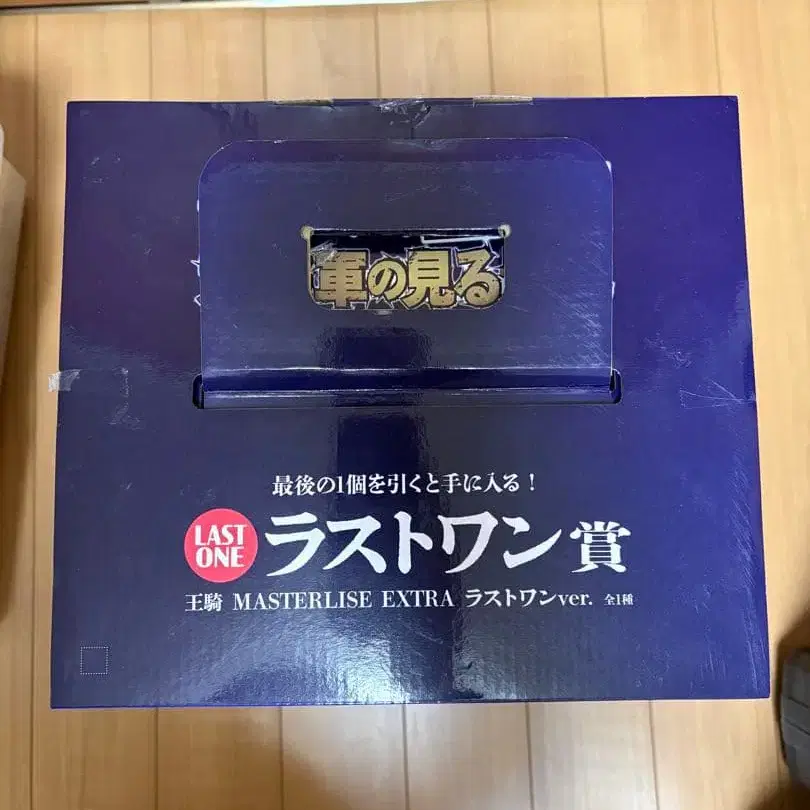 軍の見る
最後の1個を引くと手に入る!
LAST
ONE
ラストワン賞
王騎 MASTERLISE EXTRA ラストワンver. 全1種